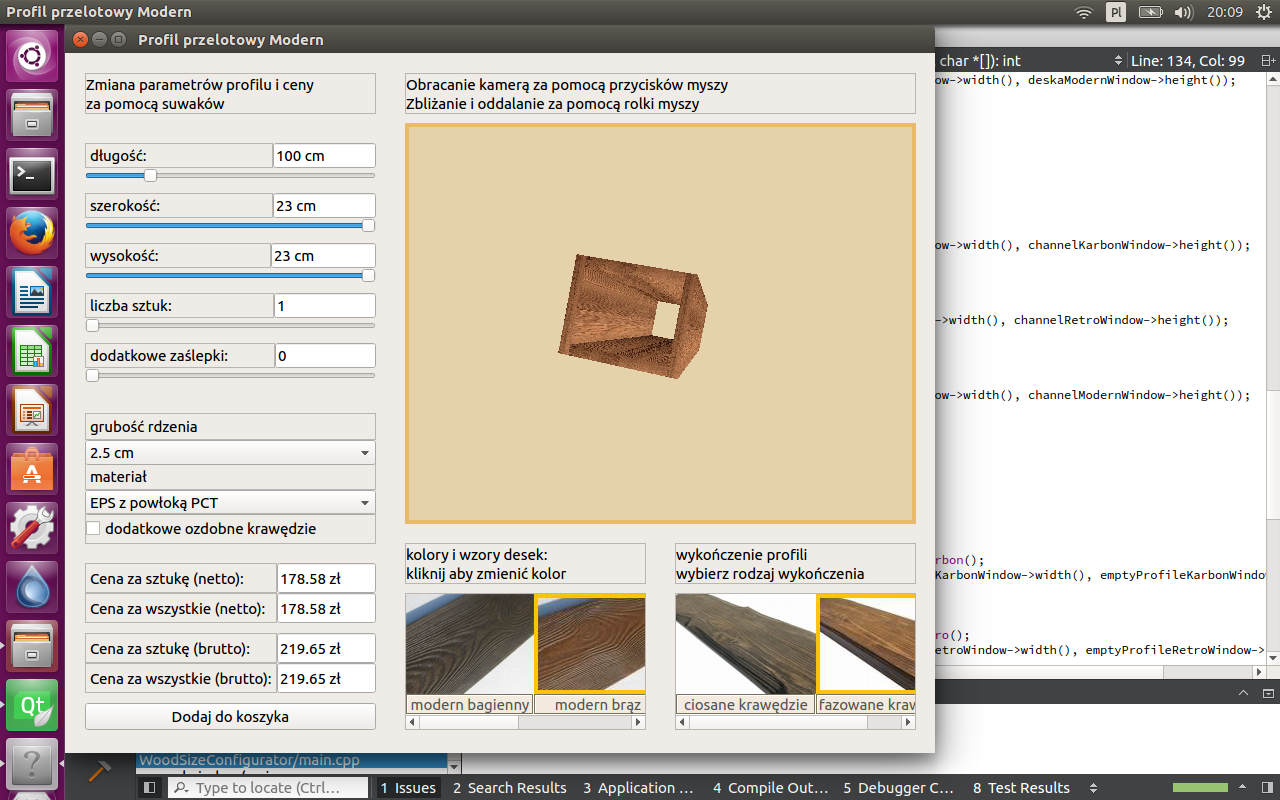 Profil przelotowy Modern
Pl
20:09
Profil przelotowy Modern
Zmiana parametrów profilu i ceny
za pomocą suwaków
długość:
100 cm
szerokość:
23 cm
wysokość:
23 cm
liczba sztuk:
1
dodatkowe zaślepki:
0
grubość rdzenia
2.5 cm
materiał
EPS z powłoką PCT
dodatkowe ozdobne krawędzie
Cena za sztukę (netto):
178.58 zł
Cena za wszystkie (netto):
178.58 zł
Cena za sztukę (brutto):
219.65 zł
Cena za wszystkie (brutto):
219.65 zł
Dodaj do koszyka
Obracanie kamerą za pomocą przycisków myszy
Zbliżanie i oddalanie za pomocą rolki myszy
kolory i wzory desek:
kliknij aby zmienić kolor
modern bagienny
modern brąz
wykończenie profili
wybierz rodzaj wykończenia
ciosane krawędzie
fazowane kraw
char *[]): int
Line: 134, Col: 99
ow->width(), deskaModernWindow->height());
ow->width(), channelKarbonWindow->height());
->width(), channelRetroWindow->height());
ow->width(), channelModernWindow->height());
rbon();
KarbonWindow->width(), emptyProfileKarbonWindo
ro();
etroWindow->width(), emptyProfileRetroWindow->
WoodSizeConfigurator/main.cpp
Type to locate (Ctrl...
1 Issues
2 Search Results
3 Application ...
4 Compile Out...
5 Debugger C...
8 Test Results
Qt